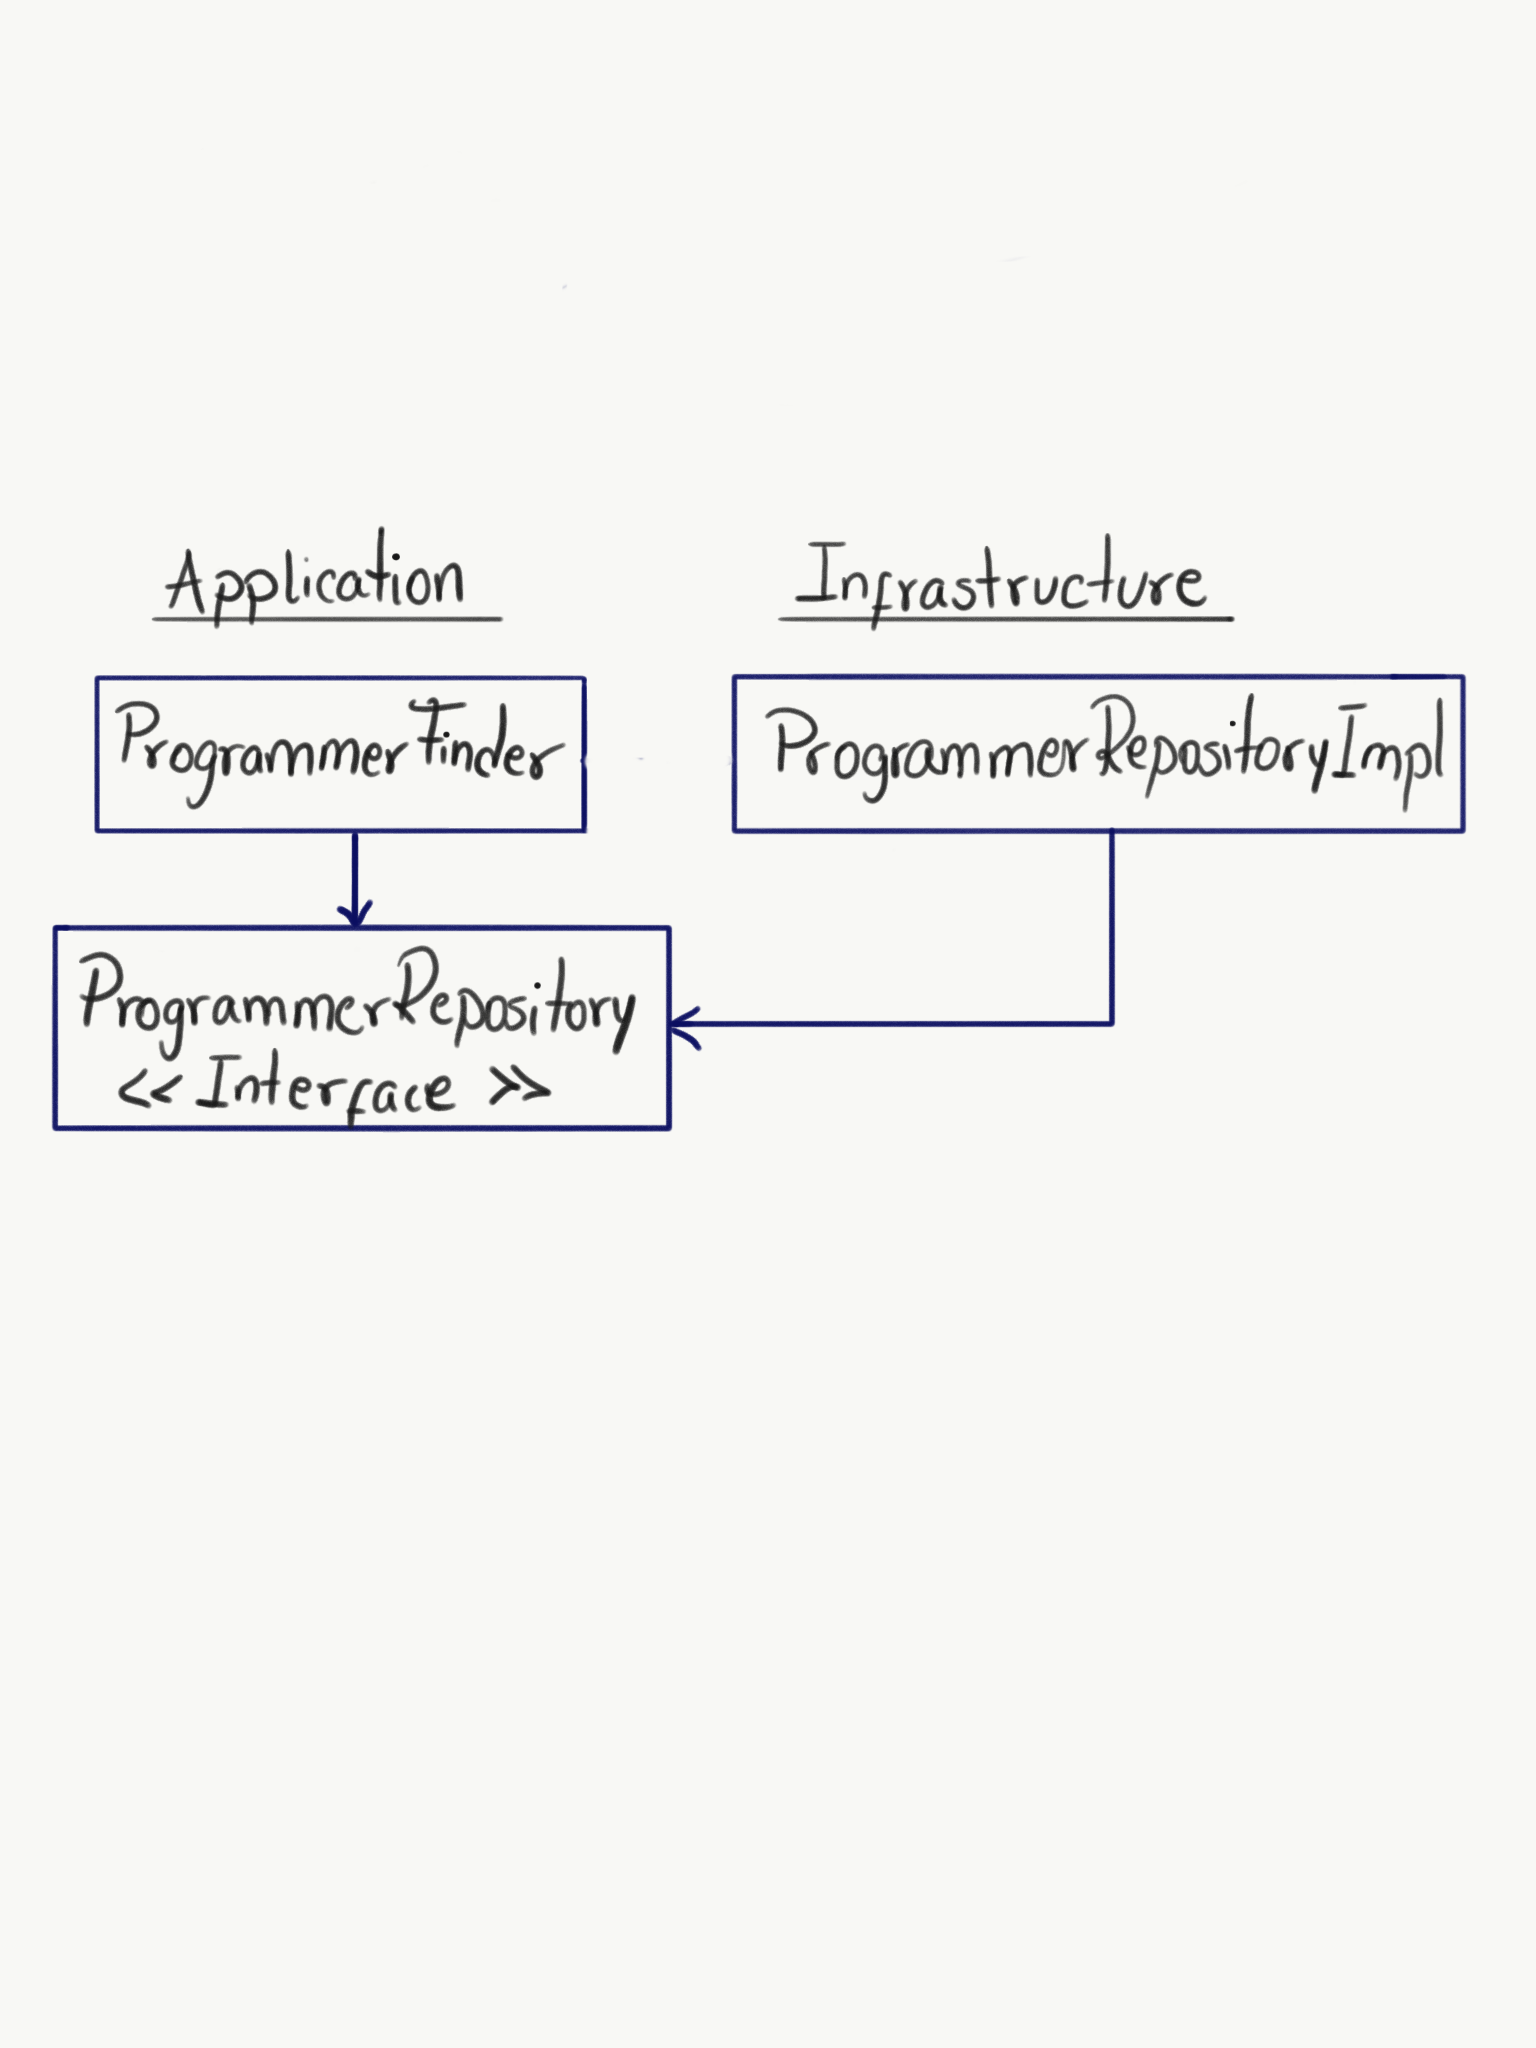 Application
ProgrammerFinder
ProgrammerRepository
<< Interface >>
Infrastructure
ProgrammerRepositoryImpl